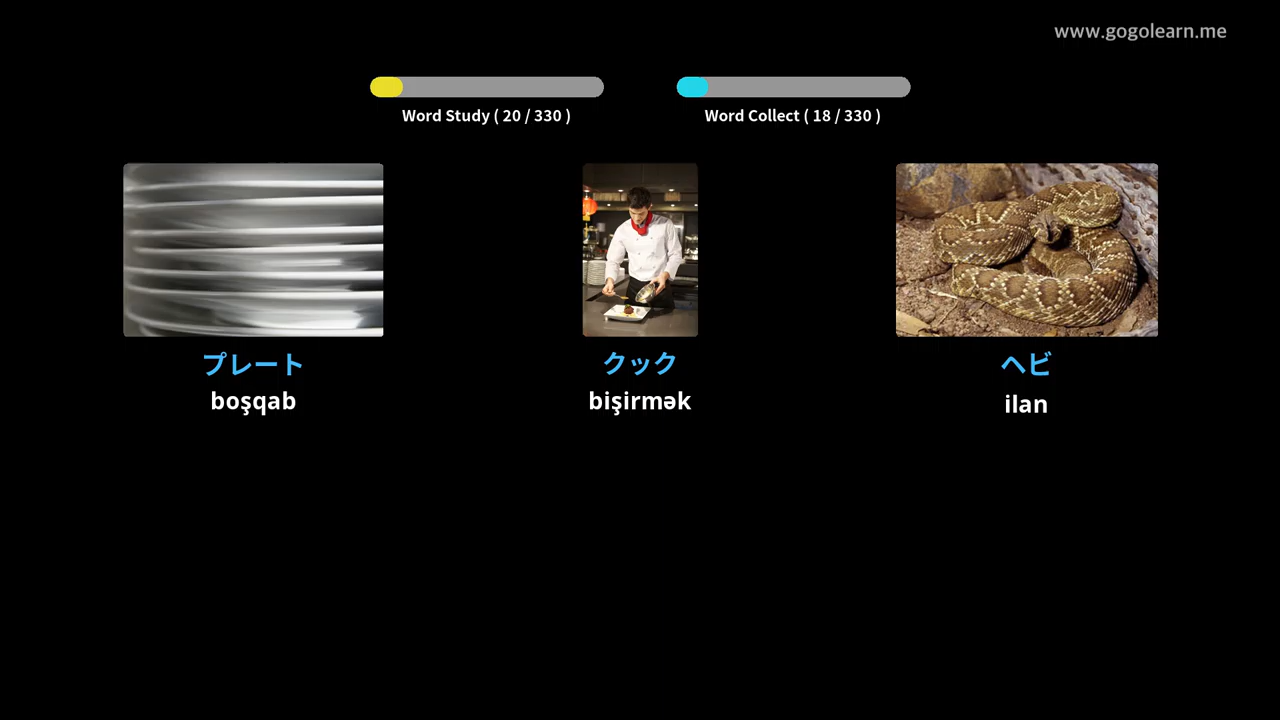 www.gogolearn.me
Word Study ( 20 / 330 )
Word Collect ( 18 / 330 )
プレート
クック
ヘビ
boşqab
bişirmək
ilan